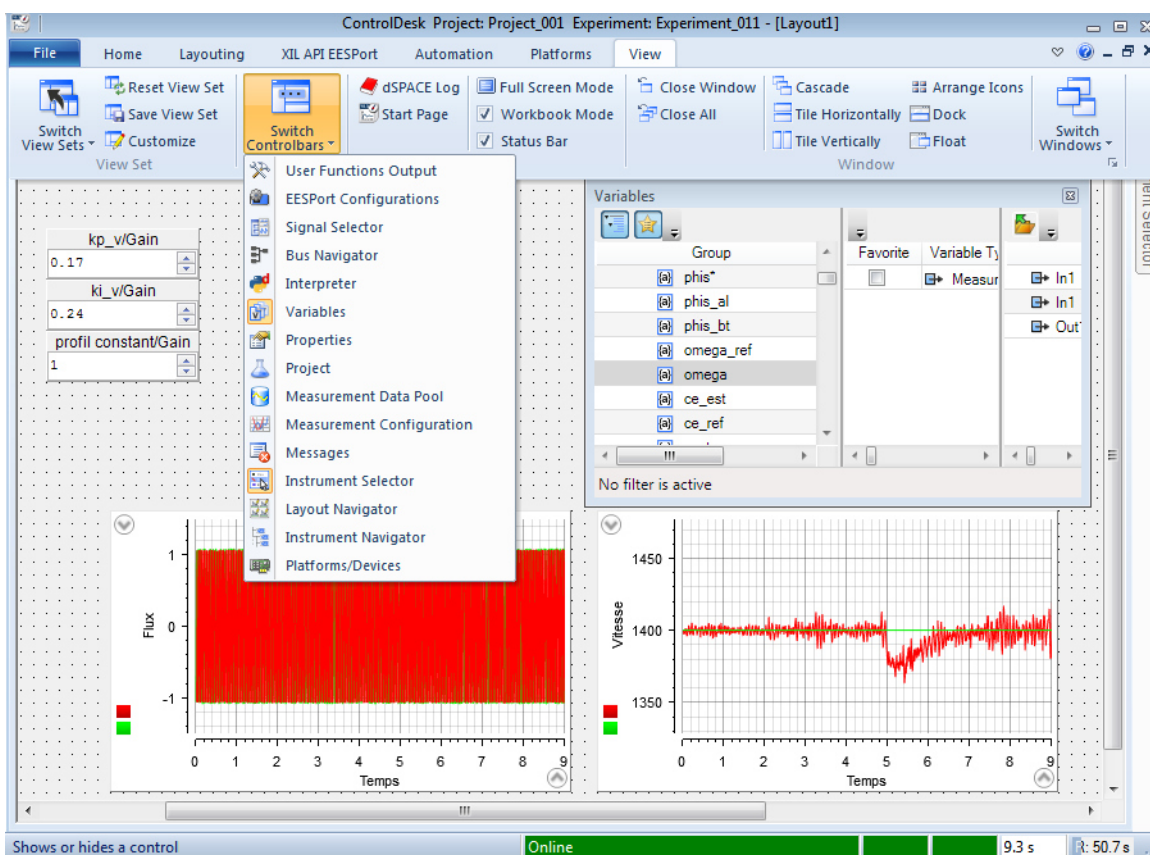 ControlDesk Project: Project_001 Experiment: Experiment_011 - [Layout1]
File Home Layouting XIL API EESPort Automation Platforms View
Switch View Sets
Reset View Set
Save View Set
Customize
View Set
Switch Controlbars
dSPACE Log
Start Page
Full Screen Mode
Workbook Mode
Status Bar
Close Window
Close All
Cascade
Tile Horizontally
Tile Vertically
Arrange Icons
Dock
Float
Window
Switch Windows
User Functions Output
EESPort Configurations
Signal Selector
Bus Navigator
Interpreter
Variables
Properties
Project
Measurement Data Pool
Measurement Configuration
Messages
Instrument Selector
Layout Navigator
Instrument Navigator
Platforms/Devices
kp_v/Gain
0.17
ki_v/Gain
0.24
profil constant/Gain
1
Variables
Group
{a} phis*
{a} phis_al
{a} phis_bt
{a} omega_ref
{a} omega
{a} ce_est
{a} ce_ref
Favorite Variable Ty
Measur
In1
In1
Out
No filter is active
Flux
1
0
-1
0 1 2 3 4 5 6 7 8 9
Temps
Vitesse
1450
1400
1350
0 1 2 3 4 5 6 7 8 9
Temps
Shows or hides a control
Online
9.3 s
R: 50.7 s